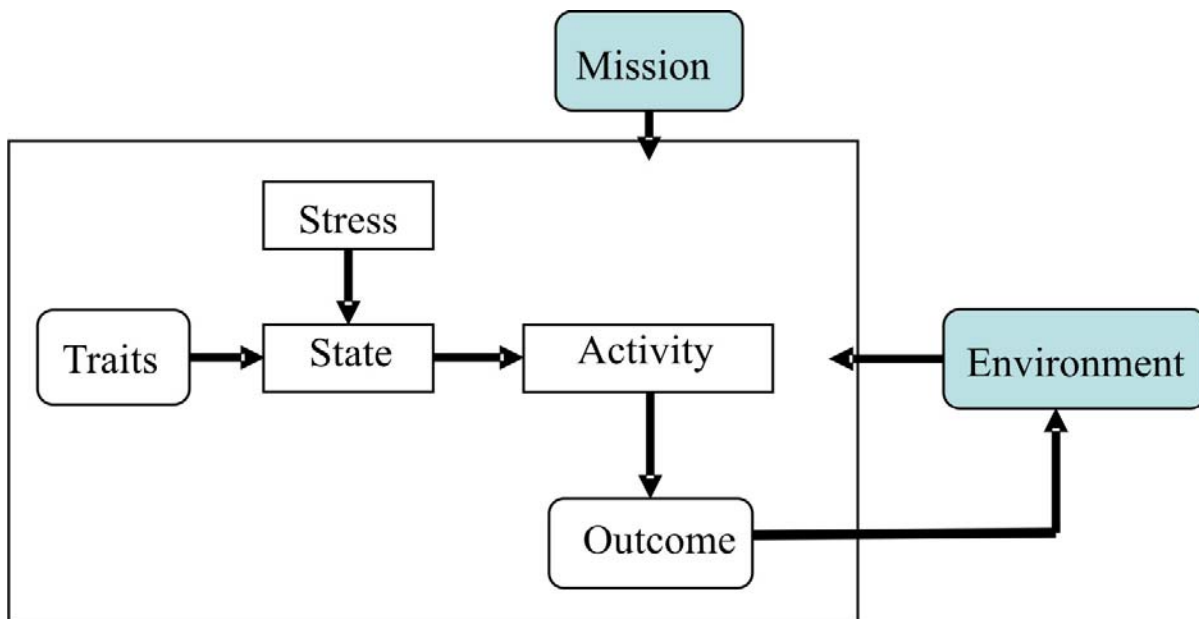 Mission
Stress
Traits
State
Activity
Environment
Outcome